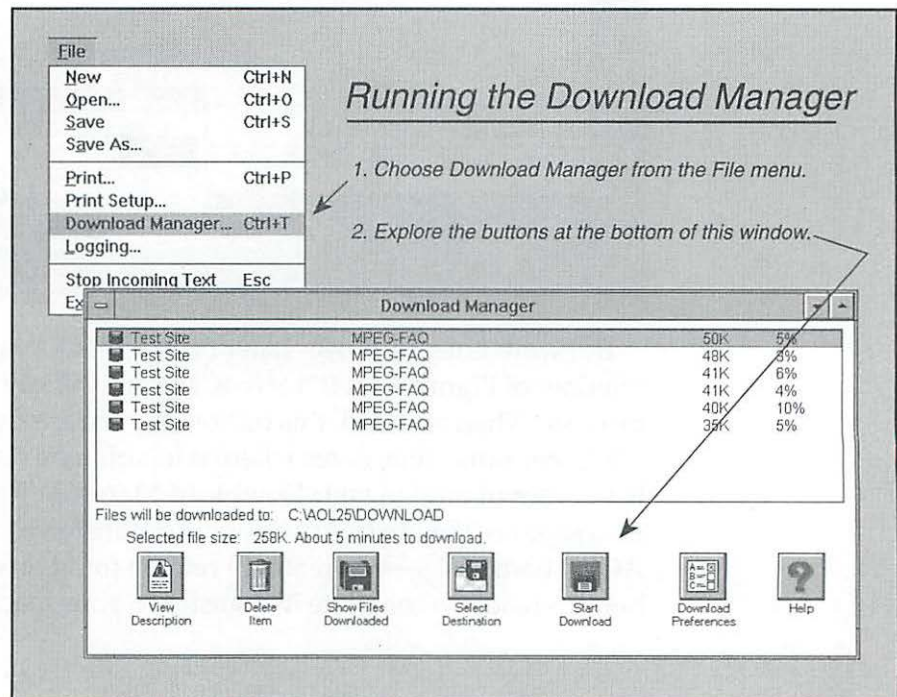 File
New Ctrl+N
Open... Ctrl+O
Save Ctrl+S
Save As...
Print... Ctrl+P
Print Setup...
Download Manager... Ctrl+T
Logging...
Stop Incoming Text Esc
Running the Download Manager
1. Choose Download Manager from the File menu.
2. Explore the buttons at the bottom of this window.
Download Manager
Test Site MPEG-FAQ 50K 5%
Test Site MPEG-FAQ 48K
Test Site MPEG-FAQ 41K 6%
Test Site MPEG-FAQ 41K 4%
Test Site MPEG-FAQ 40K 10%
Test Site MPEG-FAQ 35K 5%
Files will be downloaded to: C:\AOL25\DOWNLOAD
Selected file size: 258K. About 5 minutes to download.
View Description
Delete Item
Show Files Downloaded
Select Destination
Start Download
Download Preferences
Help